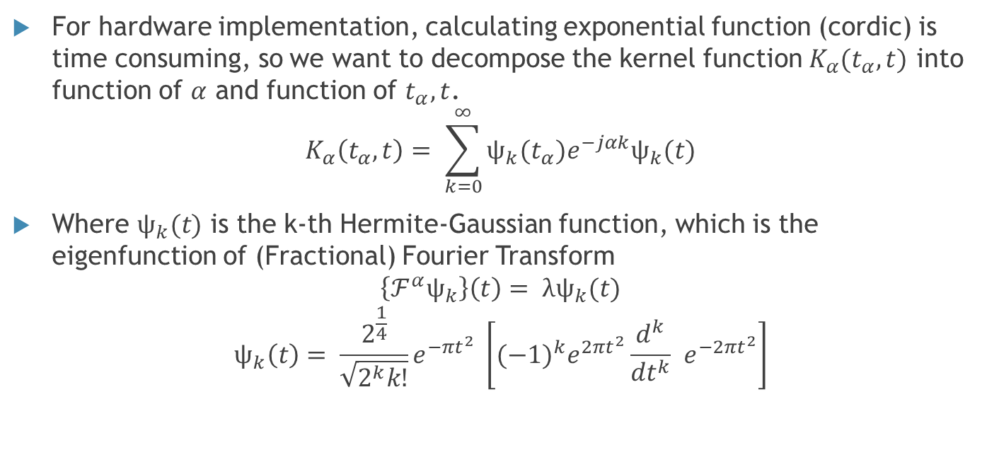 ▶ For hardware implementation, calculating exponential function (cordic) is
time consuming, so we want to decompose the kernel function $K_\alpha(t_\alpha, t)$ into
function of $\alpha$ and function of $t_\alpha, t$.
$K_\alpha(t_\alpha, t) = \sum_{k=0}^{\infty} \psi_k(t_\alpha) e^{-j\alpha k} \psi_k(t)$
▶ Where $\psi_k(t)$ is the k-th Hermite-Gaussian function, which is the
eigenfunction of (Fractional) Fourier Transform
$\{\mathcal{F}^\alpha \psi_k\}(t) = \lambda \psi_k(t)$
$\psi_k(t) = \frac{2^{\frac{1}{4}}}{\sqrt{2^k k!}} e^{-\pi t^2} \left[ (-1)^k e^{2\pi t^2} \frac{d^k}{dt^k} e^{-2\pi t^2} \right]$